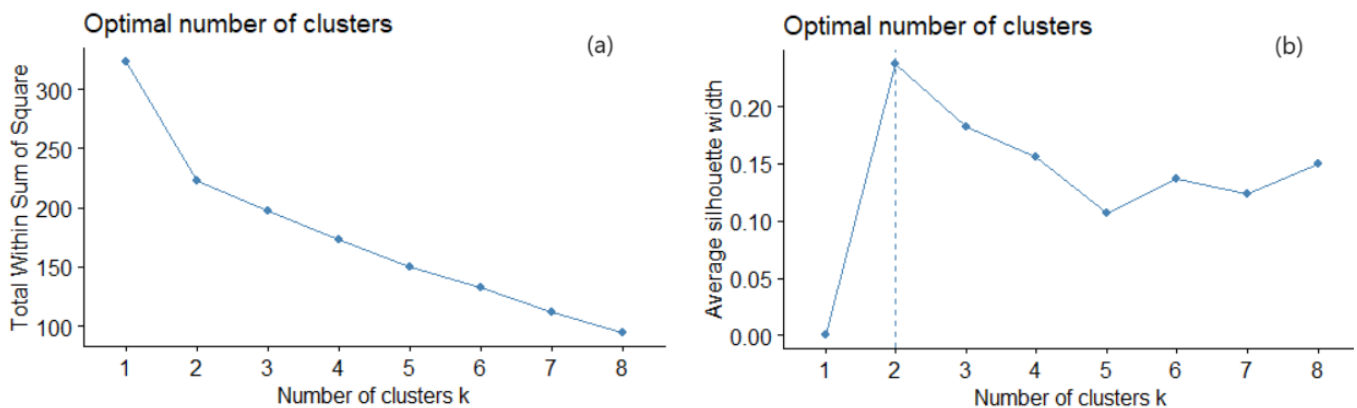 Optimal number of clusters
(a)
Total Within Sum of Square
300
250
200
150
100
1 2 3 4 5 6 7 8
Number of clusters k
Optimal number of clusters
(b)
Average silhouette width
0.20
0.15
0.10
0.05
0.00
1 2 3 4 5 6 7 8
Number of clusters k